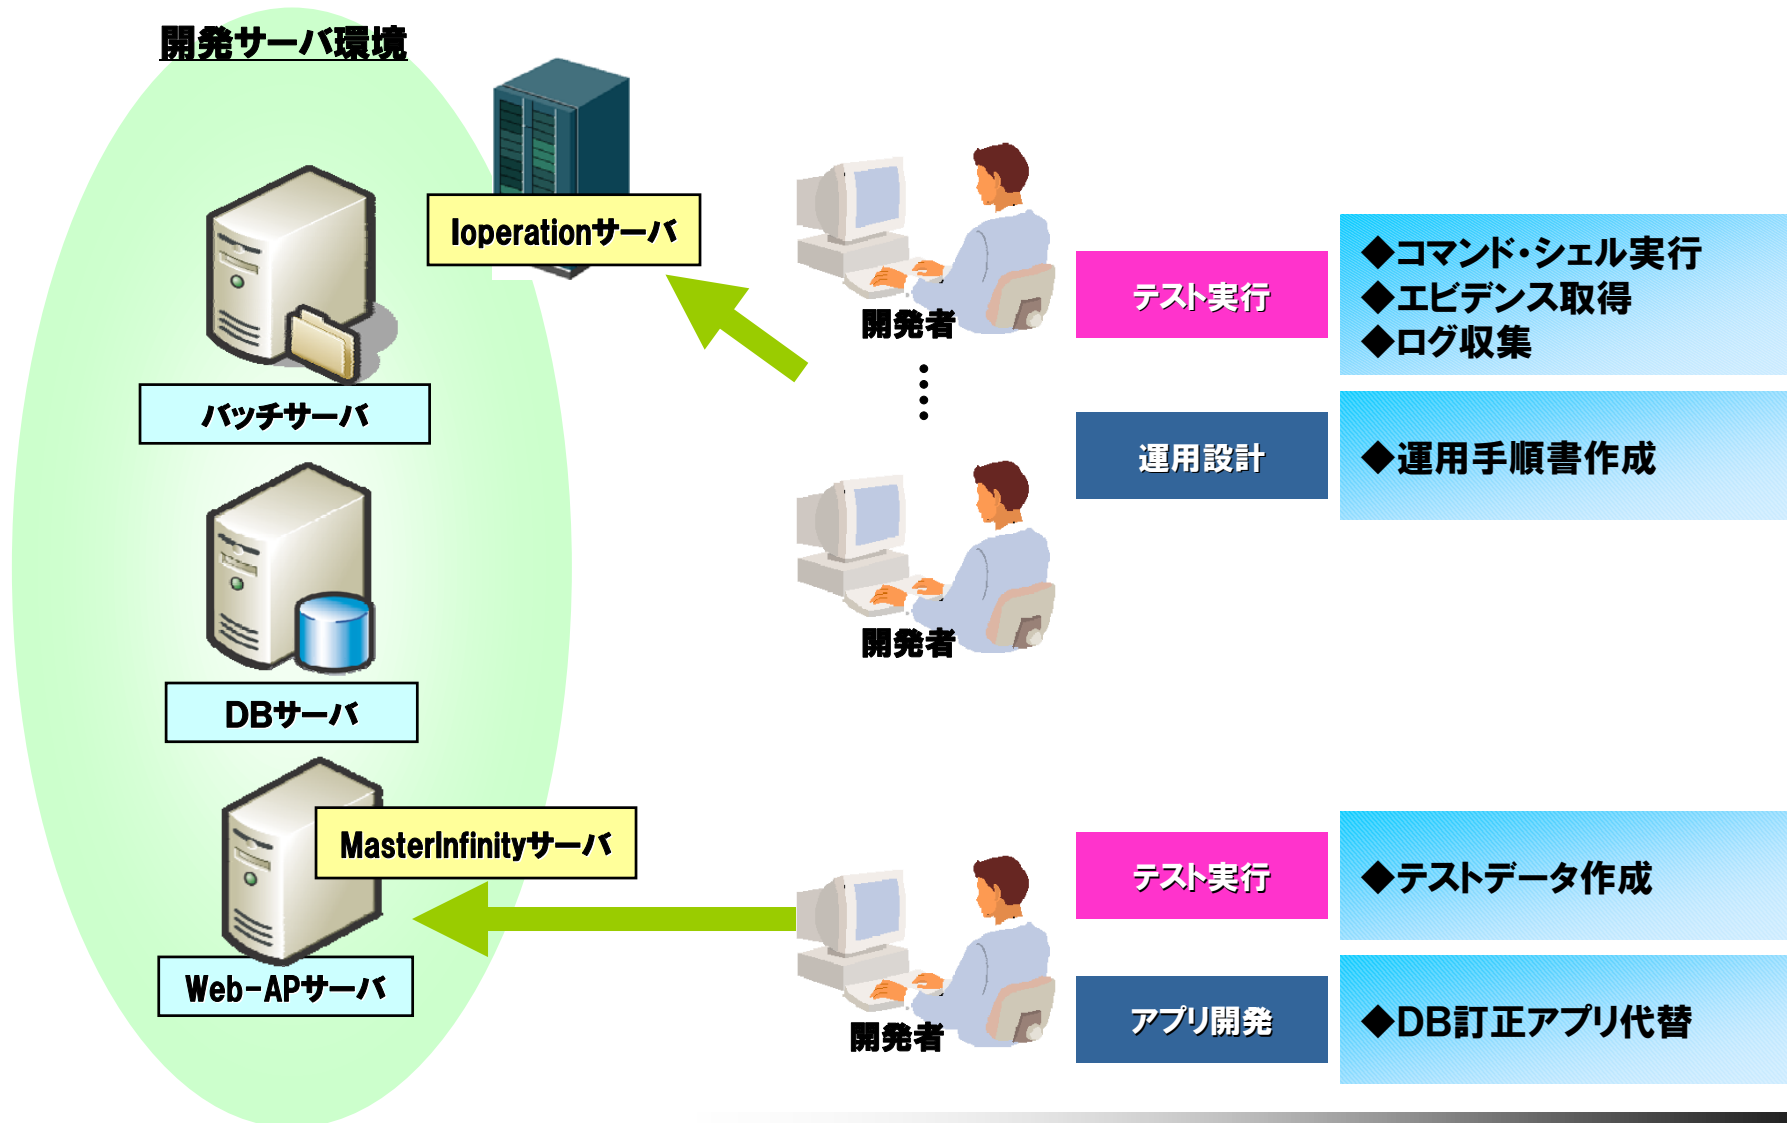 開発サーバ環境
Ioperationサーバ
バッチサーバ
DBサーバ
MasterInfinityサーバ
Web-APサーバ
開発者
開発者
開発者
テスト実行
◆コマンド・シェル実行
◆エビデンス取得
◆ログ収集
運用設計
◆運用手順書作成
テスト実行
◆テストデータ作成
アプリ開発
◆DB訂正アプリ代替